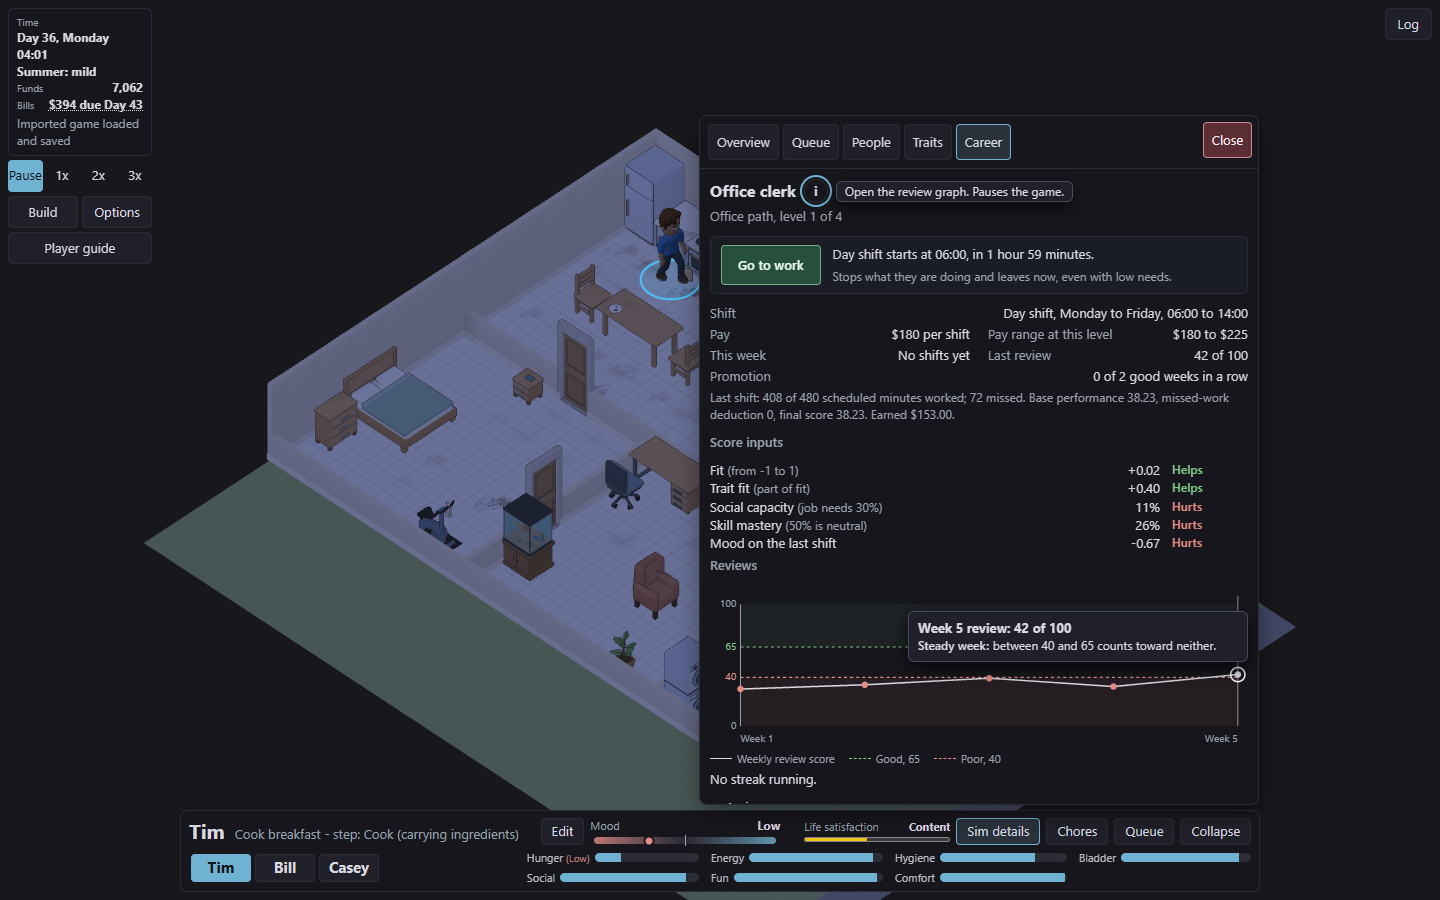 Time
Day 36, Monday
04:01
Summer: mild
Funds 7,062
Bills $394 due Day 43
Imported game loaded
and saved
Pause 1x 2x 3x
Build Options
Player guide
Log
Overview Queue People Traits Career Close
Office clerk i Open the review graph. Pauses the game.
Office path, level 1 of 4
Go to work
Day shift starts at 06:00, in 1 hour 59 minutes.
Stops what they are doing and leaves now, even with low needs.
Shift Day shift, Monday to Friday, 06:00 to 14:00
Pay $180 per shift Pay range at this level $180 to $225
This week No shifts yet Last review 42 of 100
Promotion 0 of 2 good weeks in a row
Last shift: 408 of 480 scheduled minutes worked; 72 missed. Base performance 38.23, missed-work
deduction 0, final score 38.23. Earned $153.00.
Score inputs
Fit (from -1 to 1) +0.02 Helps
Trait fit (part of fit) +0.40 Helps
Social capacity (job needs 30%) 11% Hurts
Skill mastery (50% is neutral) 26% Hurts
Mood on the last shift -0.67 Hurts
Reviews
100
65
40
0
Week 5 review: 42 of 100
Steady week: between 40 and 65 counts toward neither.
Week 1 Week 5
Weekly review score Good, 65 Poor, 40
No streak running.
Tim Cook breakfast - step: Cook (carrying ingredients) Edit Mood Low Life satisfaction Content Sim details Chores Queue Collapse
Tim Bill Casey
Hunger (Low) Energy Hygiene Bladder
Social Fun Comfort